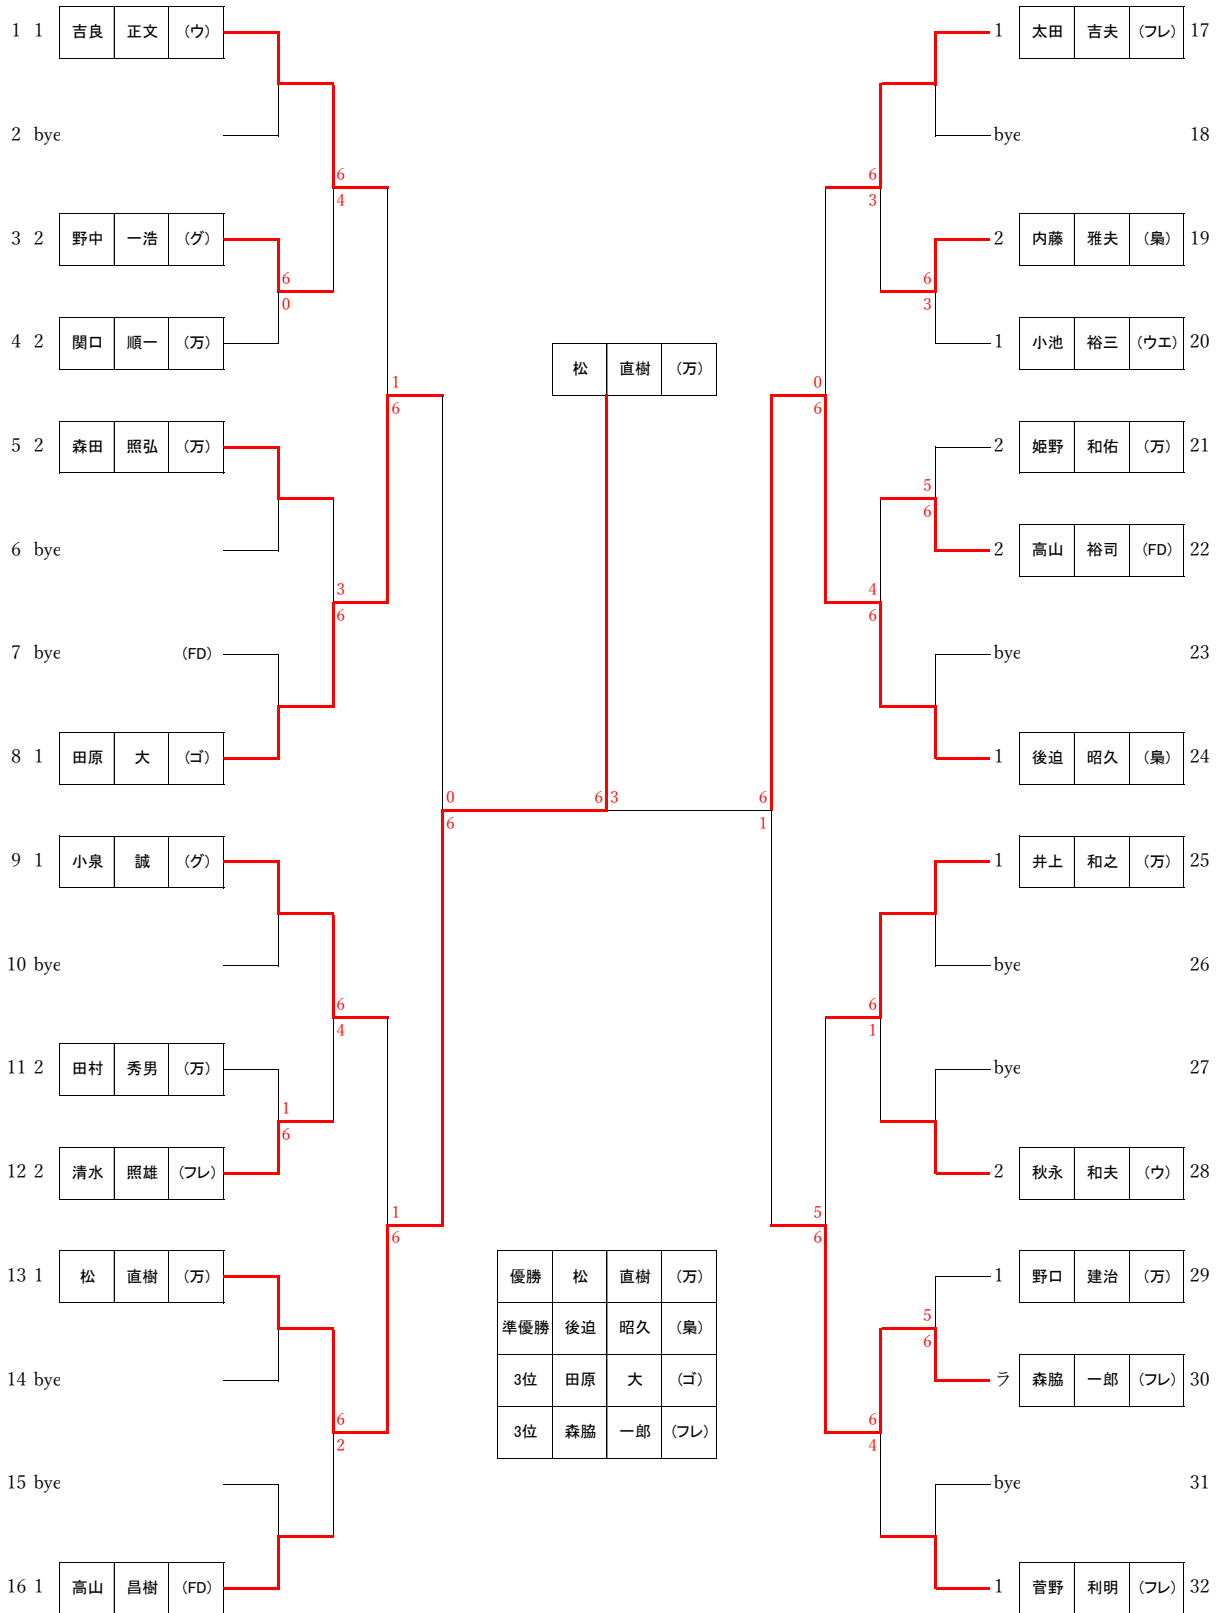 1 1 吉良 正文 (ウ) 1 太田 吉夫 (フレ) 17
2 bye bye 18
6 6
4 3
3 2 野中 一浩 (グ) 2 内藤 雅夫 (梟) 19
6 6
0 3
4 2 関口 順一 (万) 1 小池 裕三 (ウエ) 20
松 直樹 (万)
1 0
6 6
5 2 森田 照弘 (万) 2 姫野 和佑 (万) 21
5
6
6 bye 2 高山 裕司 (FD) 22
3 4
6 6
7 bye (FD) bye 23
8 1 田原 大 (ゴ) 1 後迫 昭久 (梟) 24
0 6 3 6
6 1
9 1 小泉 誠 (グ) 1 井上 和之 (万) 25
10 bye bye 26
6 6
4 1
11 2 田村 秀男 (万) bye 27
1
6
12 2 清水 照雄 (フレ) 2 秋永 和夫 (ウ) 28
1 5
6 6
13 1 松 直樹 (万) 1 野口 建治 (万) 29
5
6
14 bye ラ 森脇 一郎 (フレ) 30
6 6
2 4
15 bye bye 31
16 1 高山 昌樹 (FD) 1 菅野 利明 (フレ) 32
優勝 松 直樹 (万)
準優勝 後迫 昭久 (梟)
3位 田原 大 (ゴ)
3位 森脇 一郎 (フレ)